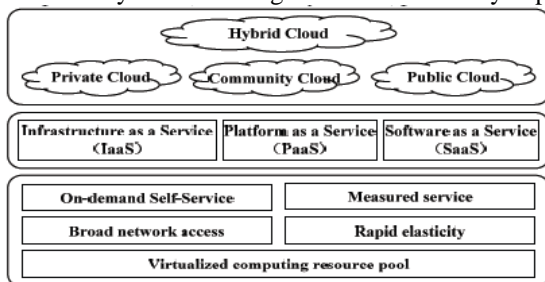 Hybrid Cloud
Private Cloud
Community Cloud
Public Cloud
Infrastructure as a Service
(IaaS)
Platform as a Service
(PaaS)
Software as a Service
(SaaS)
On-demand Self-Service
Measured service
Broad network access
Rapid elasticity
Virtualized computing resource pool